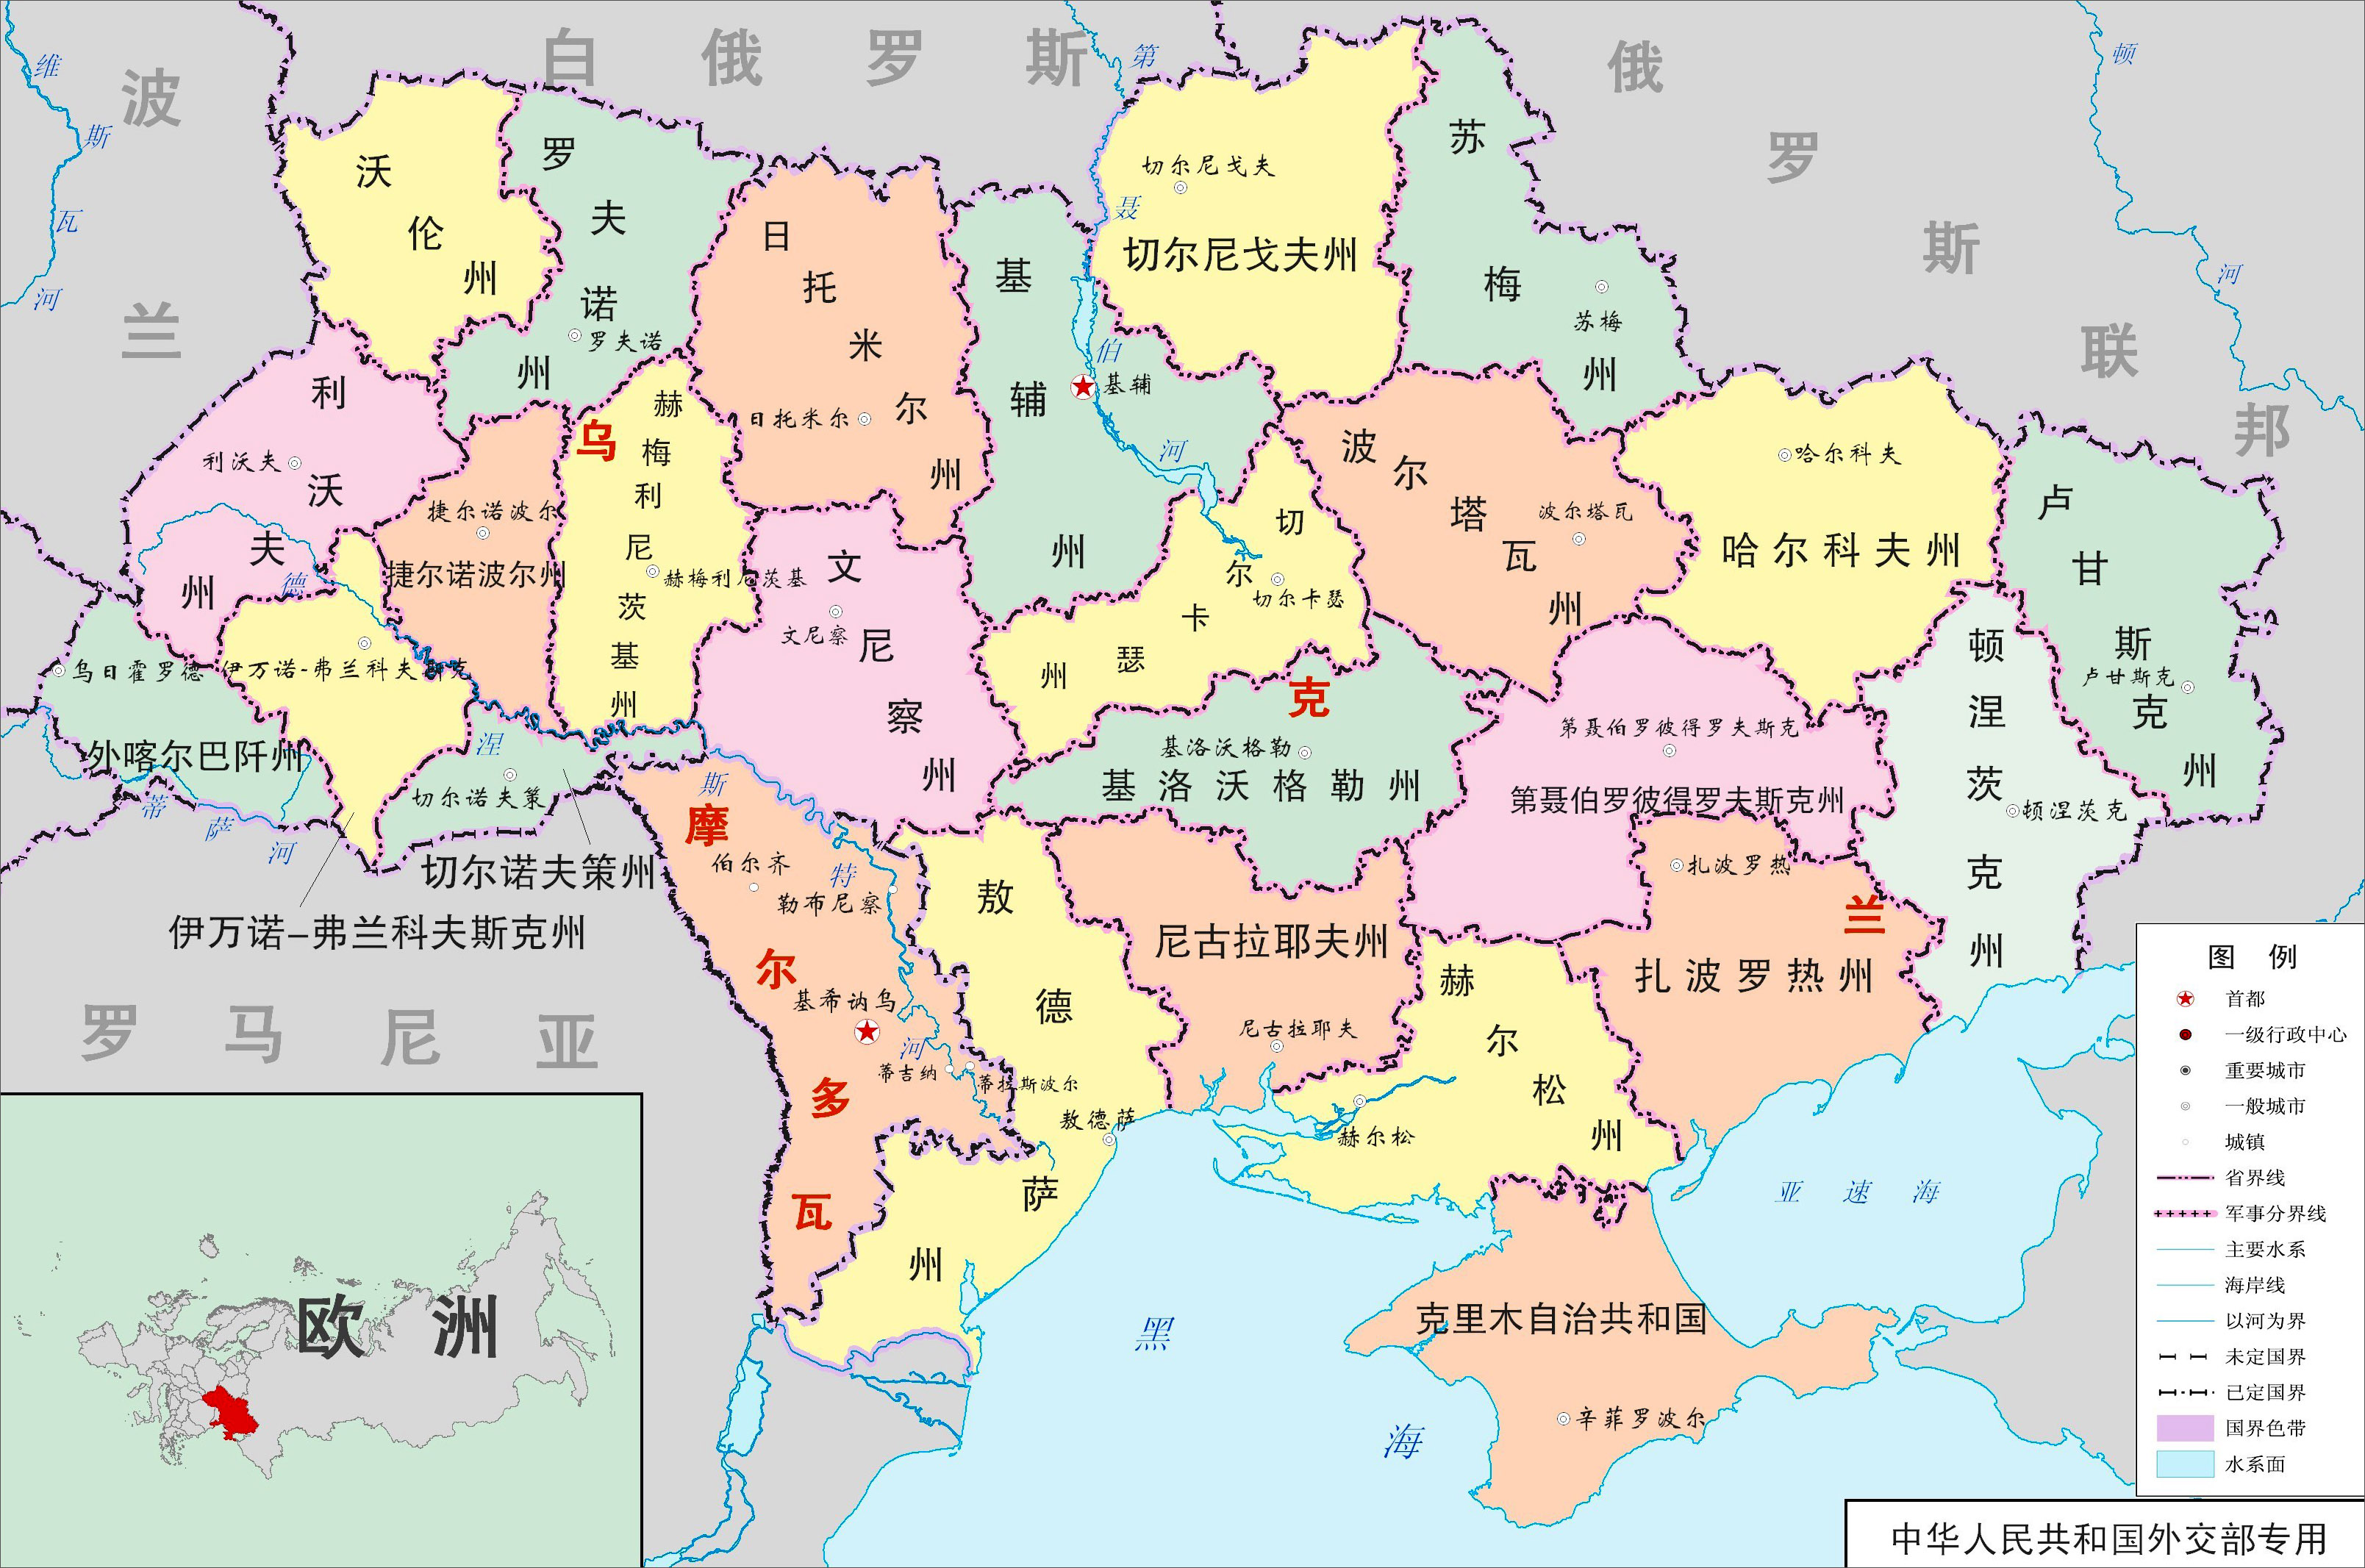 波兰
白俄罗斯
俄罗斯联邦
罗马尼亚
乌克兰
摩尔多瓦
维斯瓦河
第聂伯河
顿河
德涅斯特河
蒂萨河
沃伦州
罗夫诺州
罗夫诺
日托米尔州
日托米尔
基辅州
基辅
切尔尼戈夫
切尔尼戈夫州
苏梅州
苏梅
利沃夫州
利沃夫
捷尔诺波尔
捷尔诺波尔州
赫梅利尼茨基州
赫梅利尼茨基
文尼察州
文尼察
切尔卡瑟州
切尔卡瑟
波尔塔瓦州
波尔塔瓦
哈尔科夫
哈尔科夫州
卢甘斯克州
卢甘斯克
顿涅茨克州
顿涅茨克
乌日霍罗德
外喀尔巴阡州
伊万诺-弗兰科夫斯克
伊万诺-弗兰科夫斯克州
切尔诺夫策
切尔诺夫策州
基洛沃格勒
基洛沃格勒州
第聂伯罗彼得罗夫斯克
第聂伯罗彼得罗夫斯克州
扎波罗热
扎波罗热州
伯尔齐
勒布尼察
基希讷乌
蒂吉纳
蒂拉斯波尔
敖德萨州
敖德萨
尼古拉耶夫州
尼古拉耶夫
赫尔松州
赫尔松
克里木自治共和国
辛菲罗波尔
亚速海
黑海
欧洲
图例
首都
一级行政中心
重要城市
一般城市
城镇
省界线
军事分界线
主要水系
海岸线
以河为界
未定国界
已定国界
国界色带
水系面
中华人民共和国外交部专用